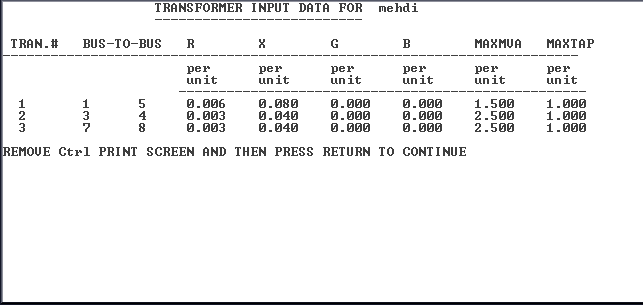 TRANSFORMER INPUT DATA FOR mehdi
TRAN.# BUS-TO-BUS R X G B MAXMVA MAXTAP
per per per per per per
unit unit unit unit unit unit
1 1 5 0.006 0.080 0.000 0.000 1.500 1.000
2 3 4 0.003 0.040 0.000 0.000 2.500 1.000
3 7 8 0.003 0.040 0.000 0.000 2.500 1.000
REMOVE Ctrl PRINT SCREEN AND THEN PRESS RETURN TO CONTINUE